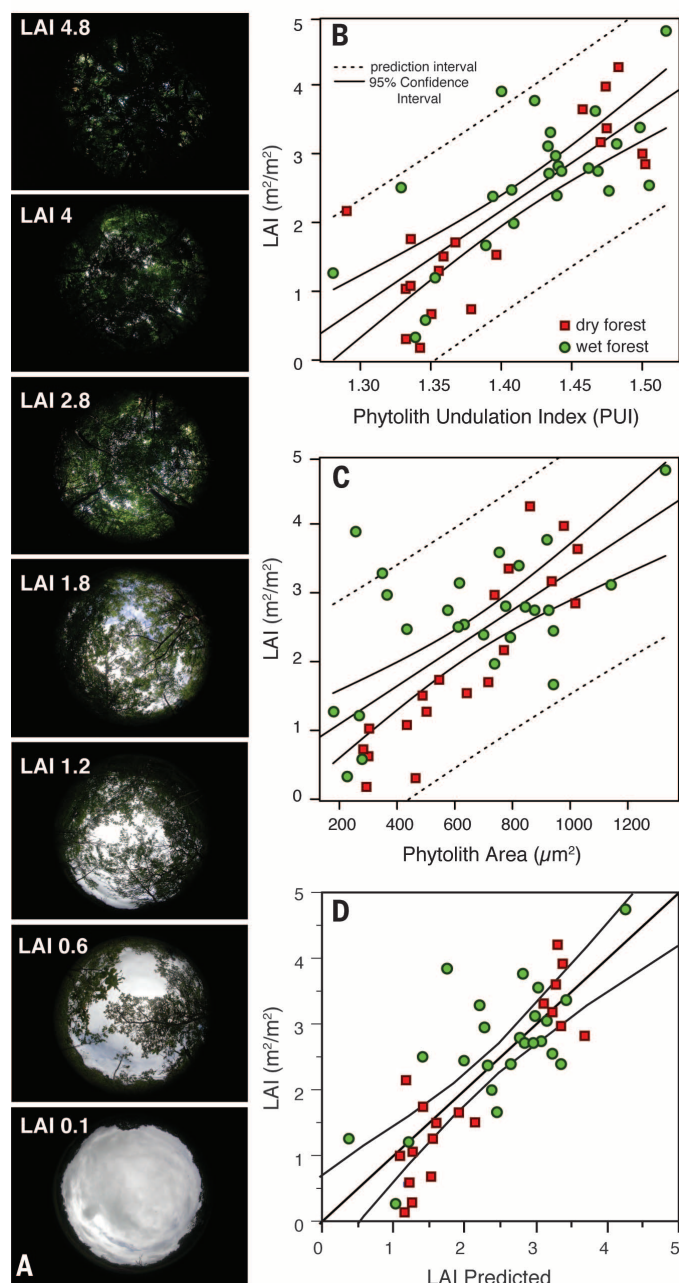 LAI 4.8
LAI 4
LAI 2.8
LAI 1.8
LAI 1.2
LAI 0.6
LAI 0.1
A
B
prediction interval
95% Confidence
Interval
dry forest
wet forest
LAI (m²/m²)
5
4
3
2
1
0
1.30 1.35 1.40 1.45 1.50
Phytolith Undulation Index (PUI)
C
LAI (m²/m²)
5
4
3
2
1
0
200 400 600 800 1000 1200
Phytolith Area (µm²)
D
LAI (m²/m²)
5
4
3
2
1
0
0 1 2 3 4 5
LAI Predicted